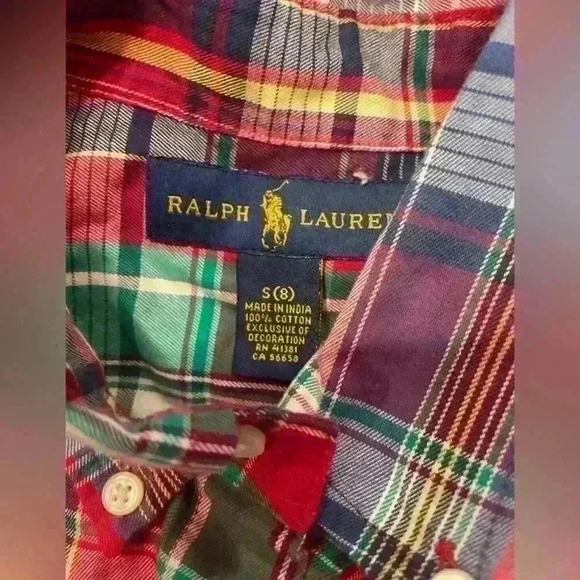 RALPH LAUREN
S(8)
MADE IN INDIA
100% COTTON
EXCLUSIVE OF
DECORATION
RN 41381
CA 56658